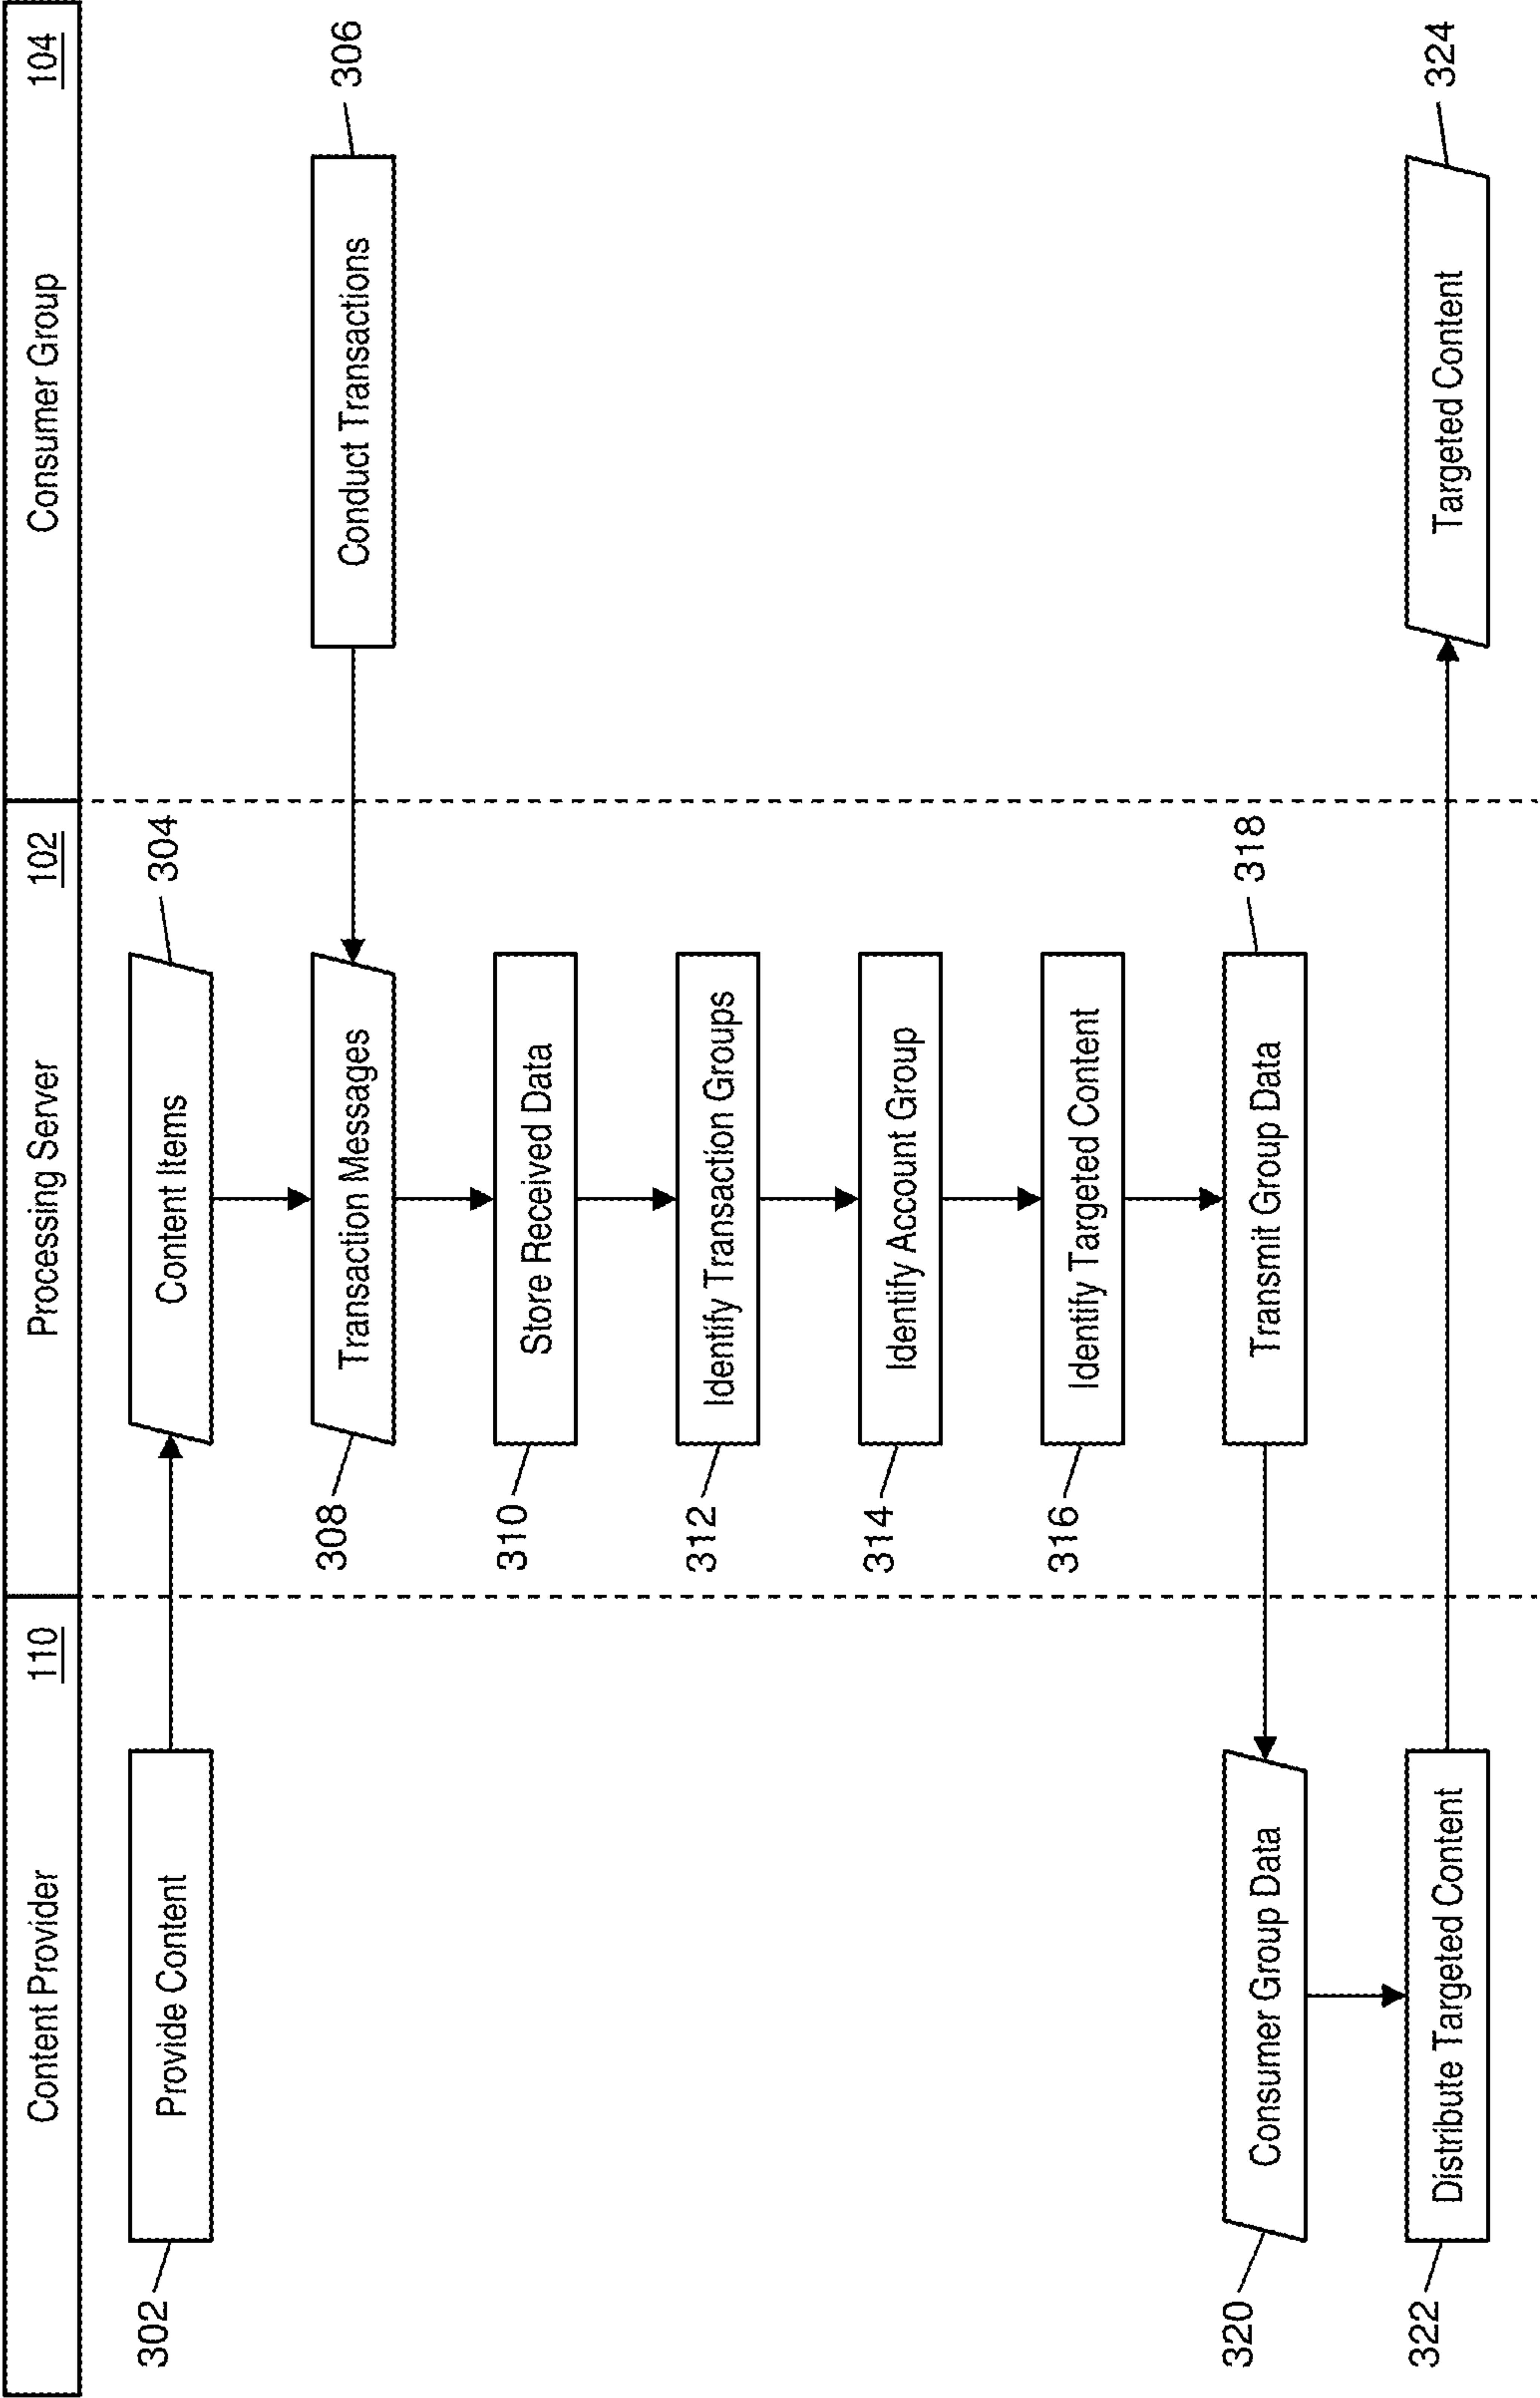 Content Provider 110
Processing Server 102
Consumer Group 104
302
Provide Content
Content Items
304
308
Transaction Messages
Conduct Transactions
306
310
Store Received Data
312
Identify Transaction Groups
314
Identify Account Group
316
Identify Targeted Content
320
Consumer Group Data
Transmit Group Data
318
322
Distribute Targeted Content
Targeted Content
324